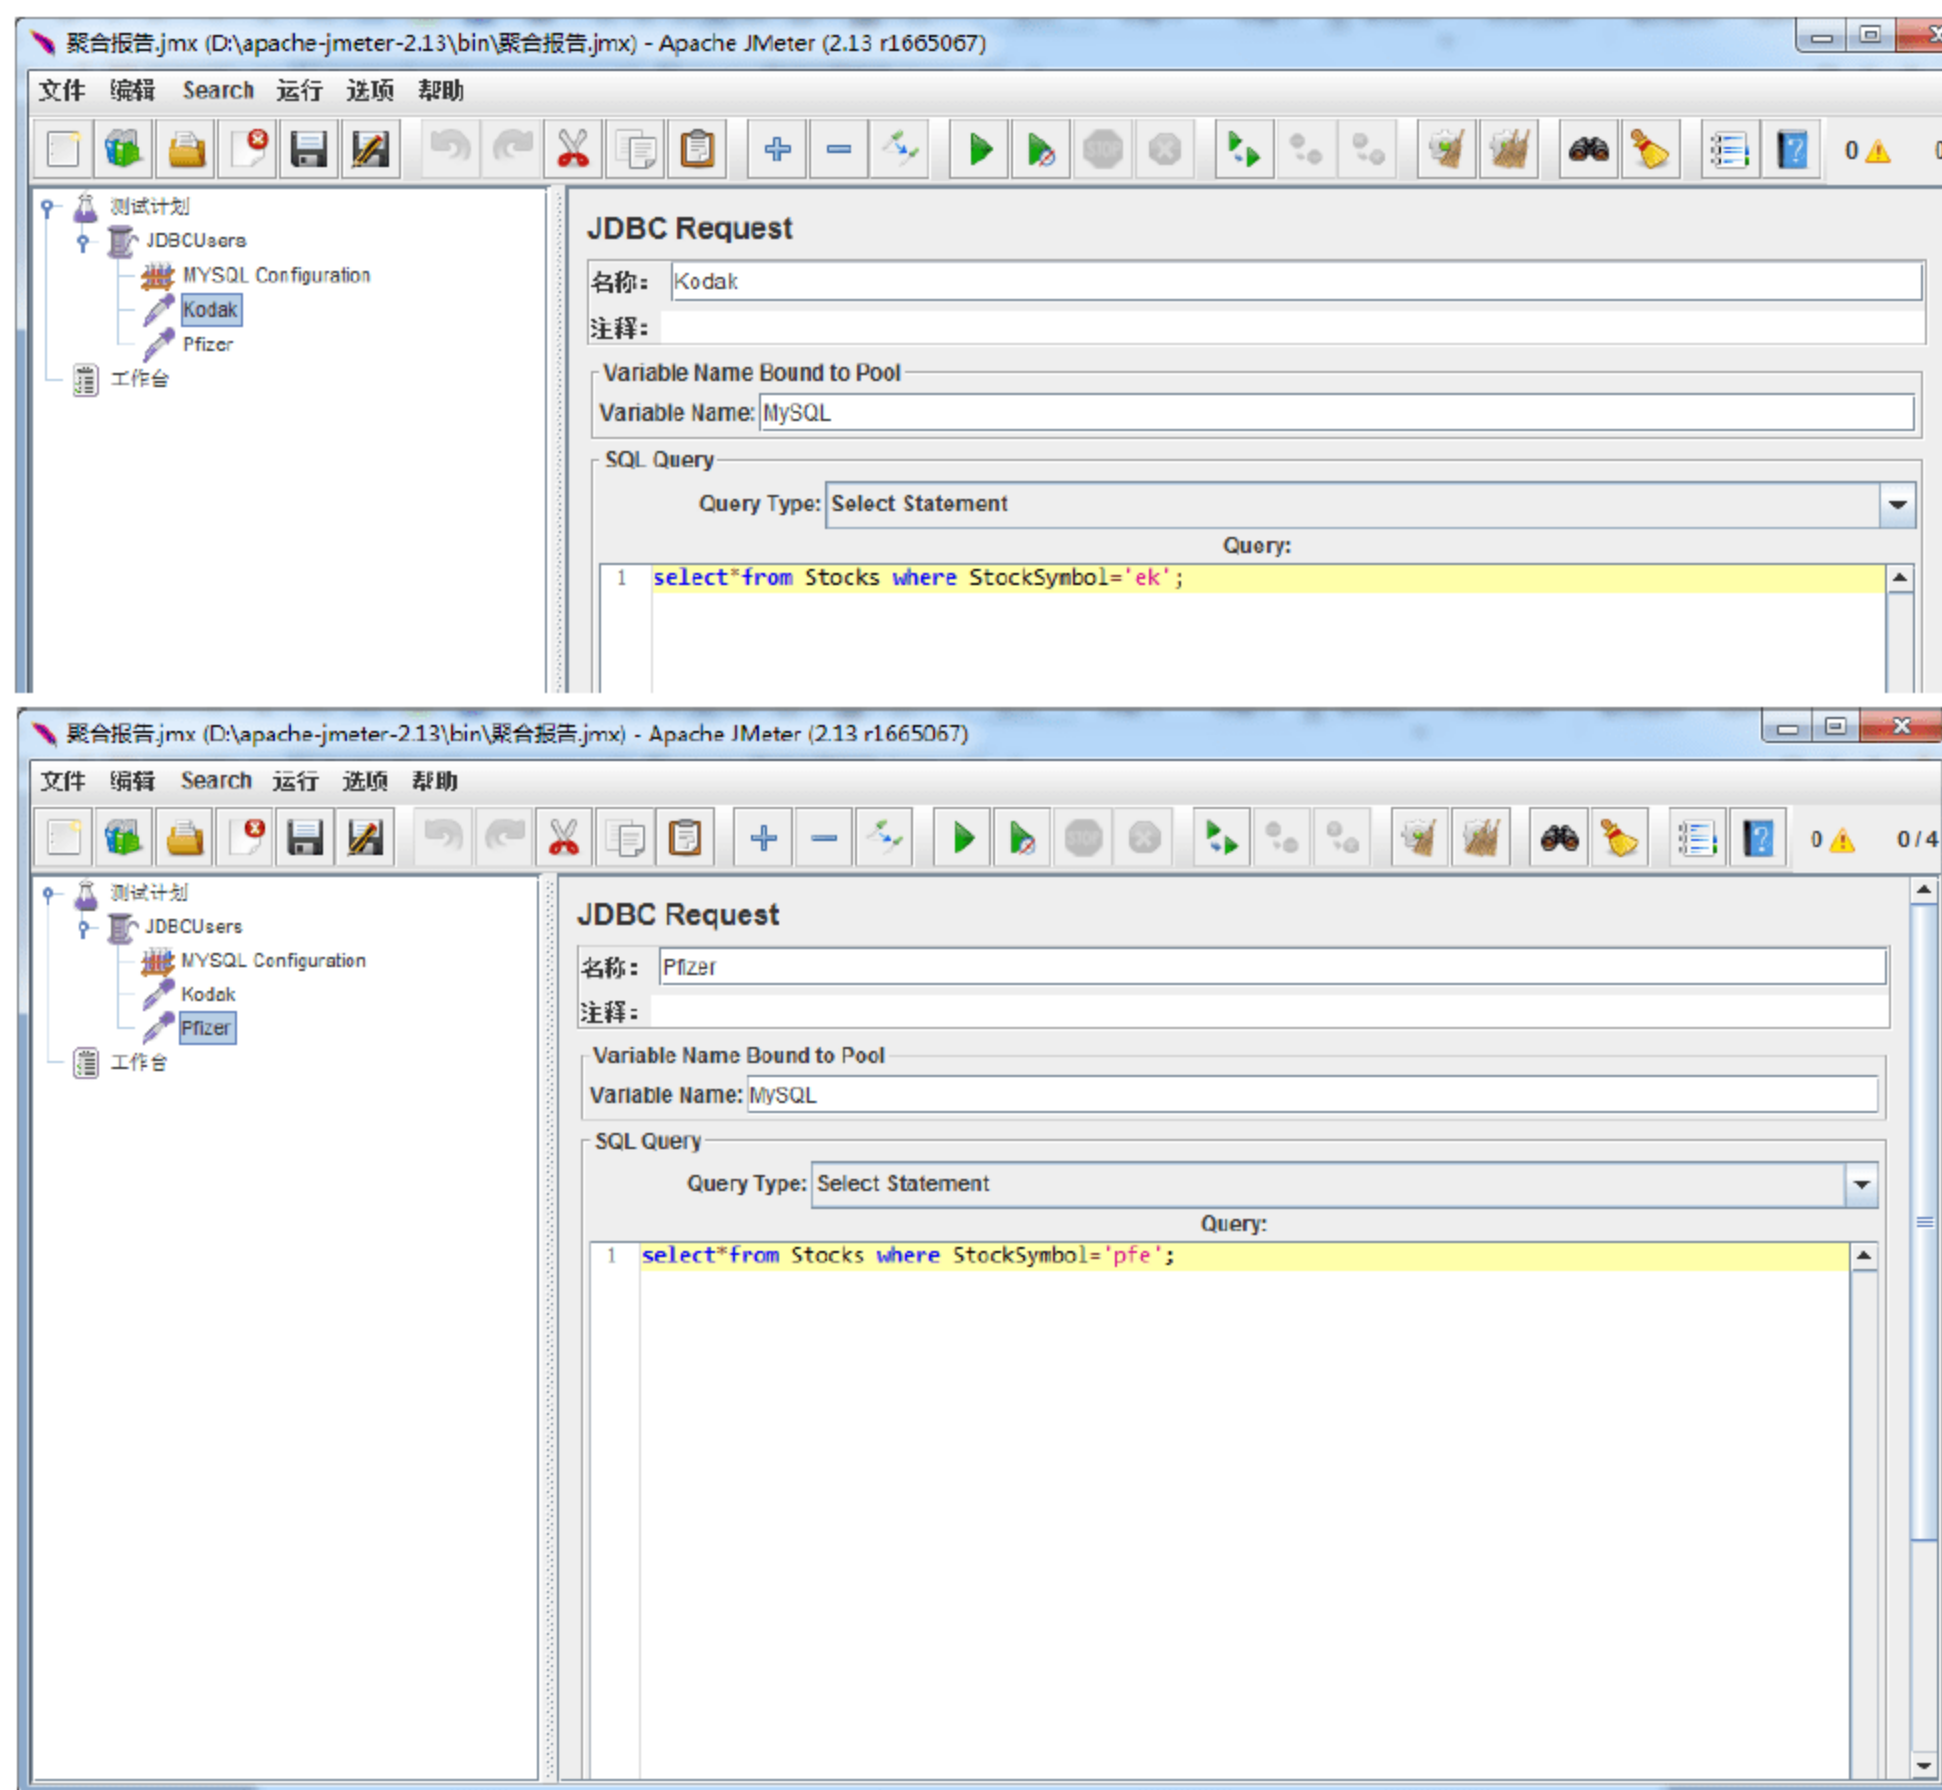 聚合报告.jmx (D:\apache-jmeter-2.13\bin\聚合报告.jmx) - Apache JMeter (2.13 r1665067)
文件 编辑 Search 运行 选项 帮助
STOP ? 0
测试计划
JDBCUsers
MYSQL Configuration
Kodak
Pfizer
工作台
JDBC Request
名称: Kodak
注释:
Variable Name Bound to Pool
Variable Name: MySQL
SQL Query
Query Type: Select Statement
Query:
1 select*from Stocks where StockSymbol='ek';
聚合报告.jmx (D:\apache-jmeter-2.13\bin\聚合报告.jmx) - Apache JMeter (2.13 r1665067)
文件 编辑 Search 运行 选项 帮助
STOP ? 0 0/4
测试计划
JDBCUsers
MYSQL Configuration
Kodak
Pfizer
工作台
JDBC Request
名称: Pfizer
注释:
Variable Name Bound to Pool
Variable Name: MySQL
SQL Query
Query Type: Select Statement
Query:
1 select*from Stocks where StockSymbol='pfe';